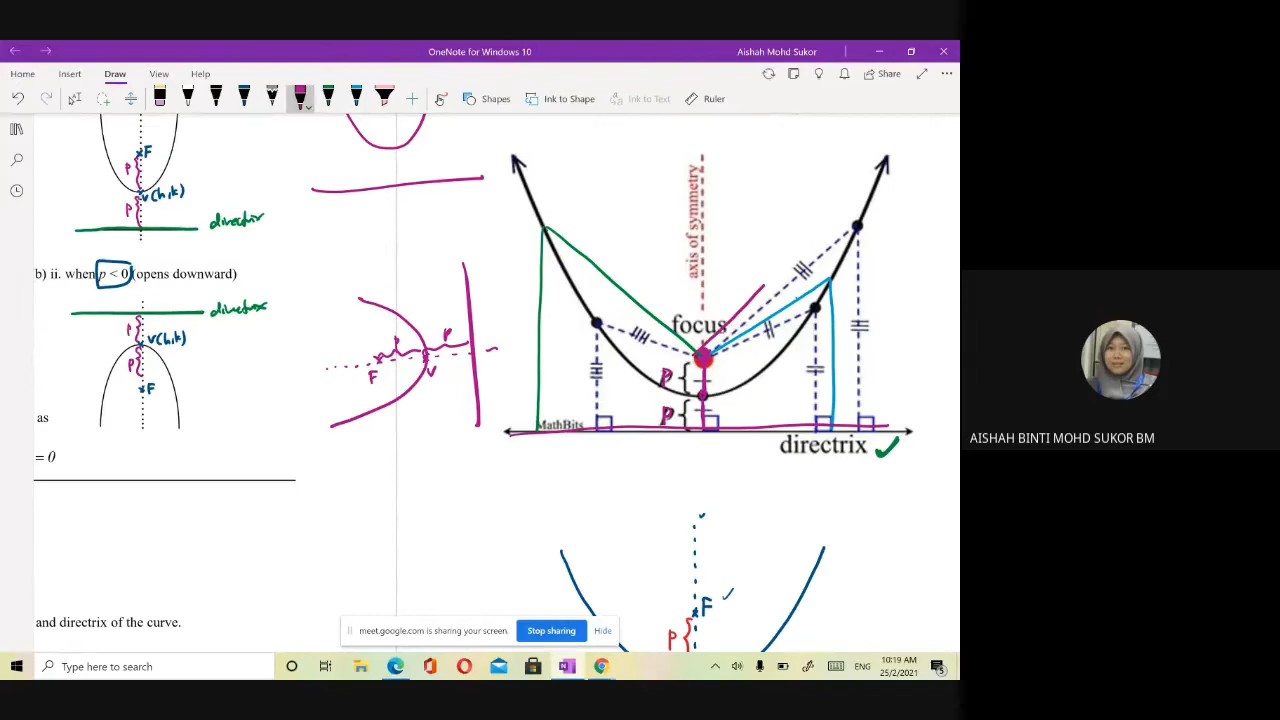 OneNote for Windows 10
Aishah Mohd Sukor
Home Insert Draw View Help
Share
Shapes
Ink to Shape
Ink to Text
Ruler
F
P
V(h,k)
P
directrix
b) ii. when p < 0 (opens downward)
directrix
P
V(h,k)
P
F
as
= 0
and directrix of the curve.
P P
F V
axis of symmetry
focus
P
P
MathBits
directrix
F
P
meet.google.com is sharing your screen.
Stop sharing
Hide
AISHAH BINTI MOHD SUKOR BM
Type here to search
ENG
10:19 AM
25/2/2021
5